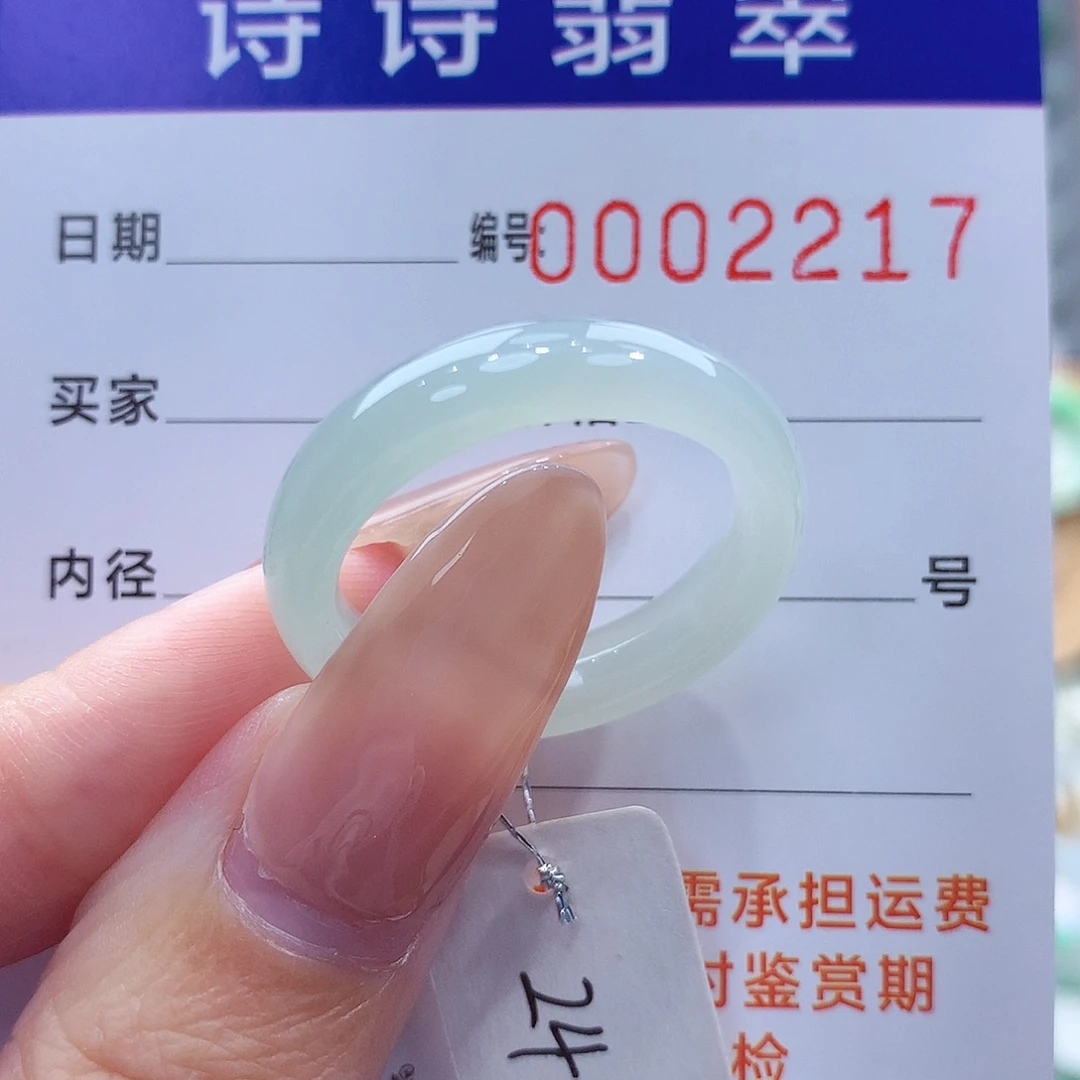 诗诗翡翠
日期 编号:0002217
买家
内径 号
需承担运费
时鉴赏期
检
24